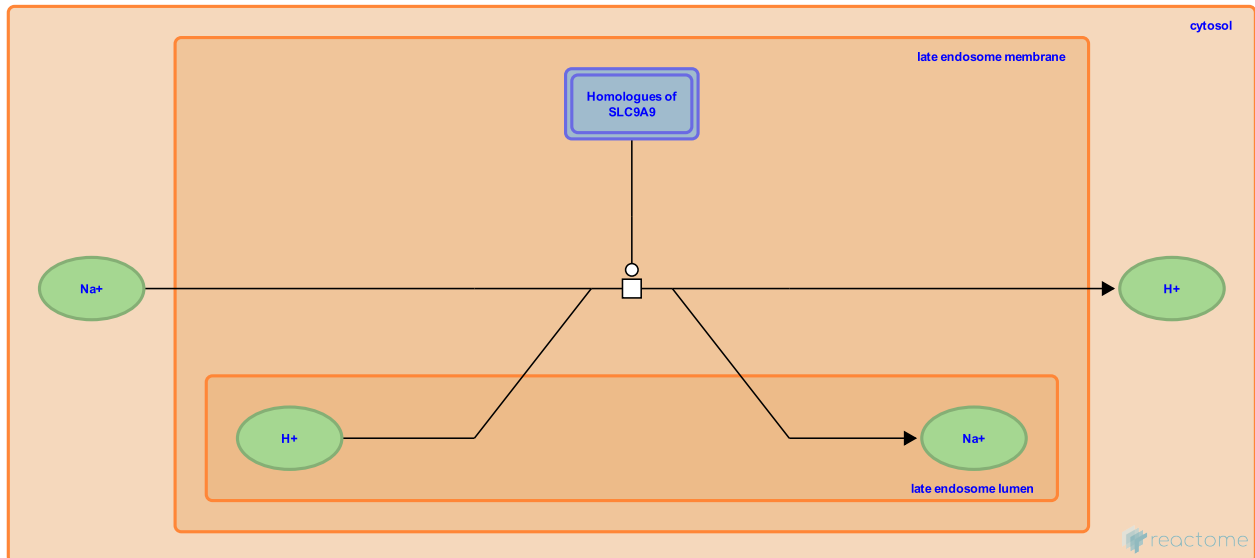 cytosol
late endosome membrane
Homologues of
SLC9A9
Na+
H+
H+
Na+
late endosome lumen
reactome